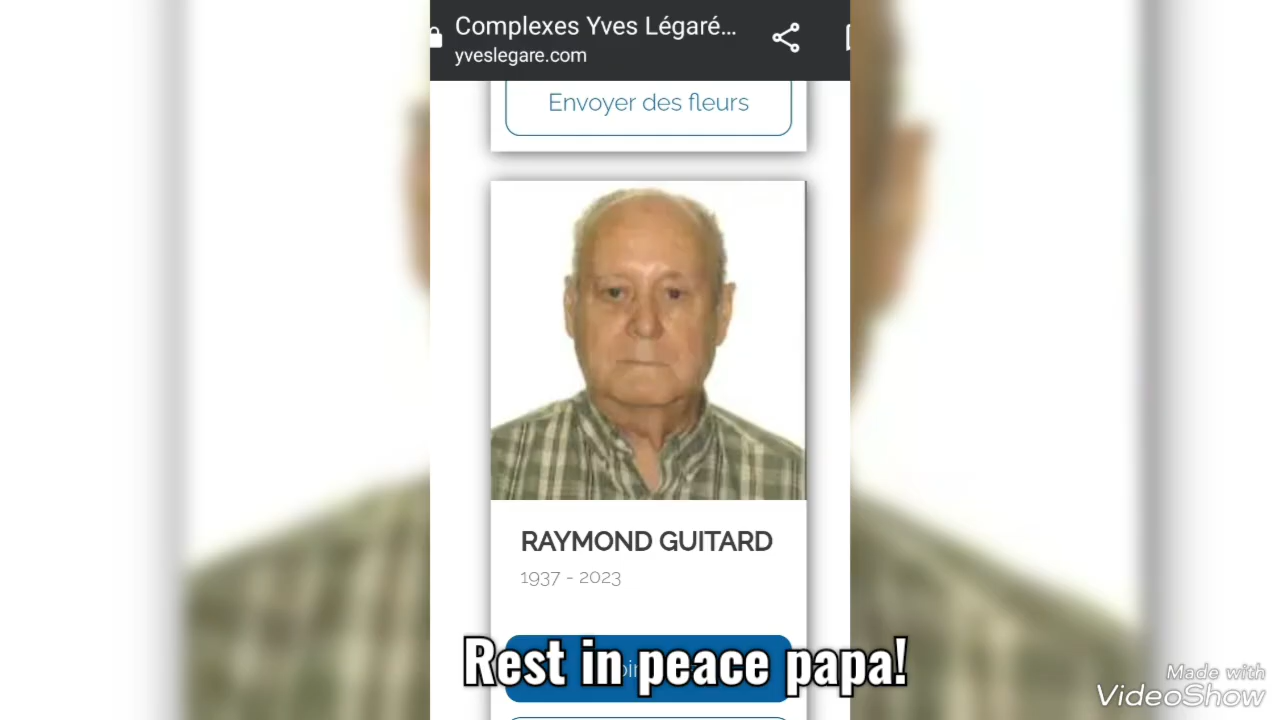 Complexes Yves Légaré...
yveslegare.com
Envoyer des fleurs
RAYMOND GUITARD
1937 - 2023
Rest in peace papa!
Made with
VideoShow